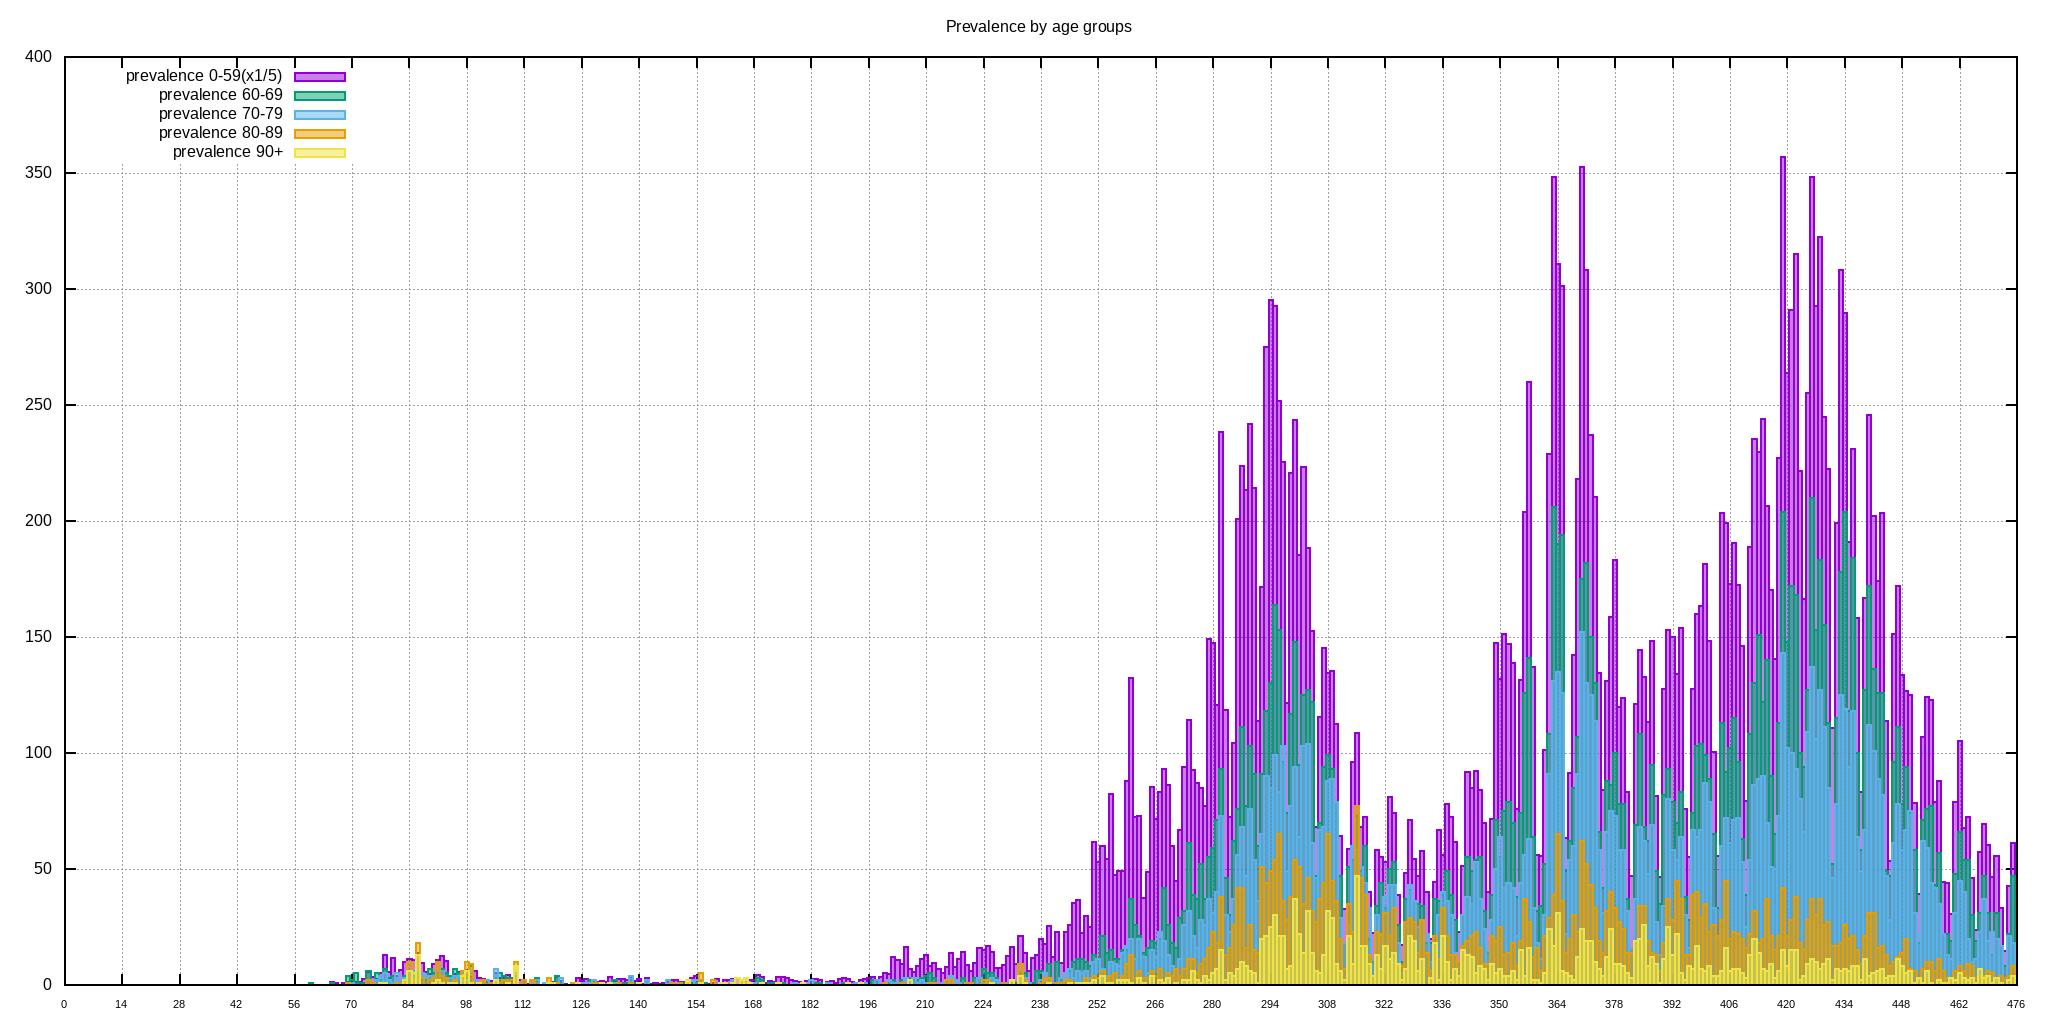 Prevalence by age groups
400
350
300
250
200
150
100
50
0
prevalence 0-59(x1/5)
prevalence 60-69
prevalence 70-79
prevalence 80-89
prevalence 90+
0 14 28 42 56 70 84 98 112 126 140 154 168 182 196 210 224 238 252 266 280 294 308 322 336 350 364 378 392 406 420 434 448 462 476